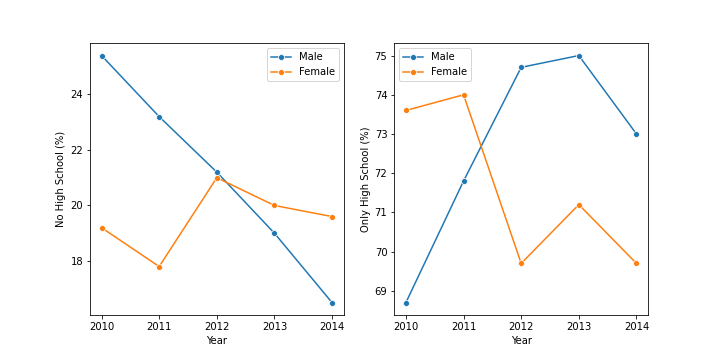 Male
Female
24
22
20
18
No High School (%)
2010 2011 2012 2013 2014
Year
Male
Female
75
74
73
72
71
70
69
Only High School (%)
2010 2011 2012 2013 2014
Year